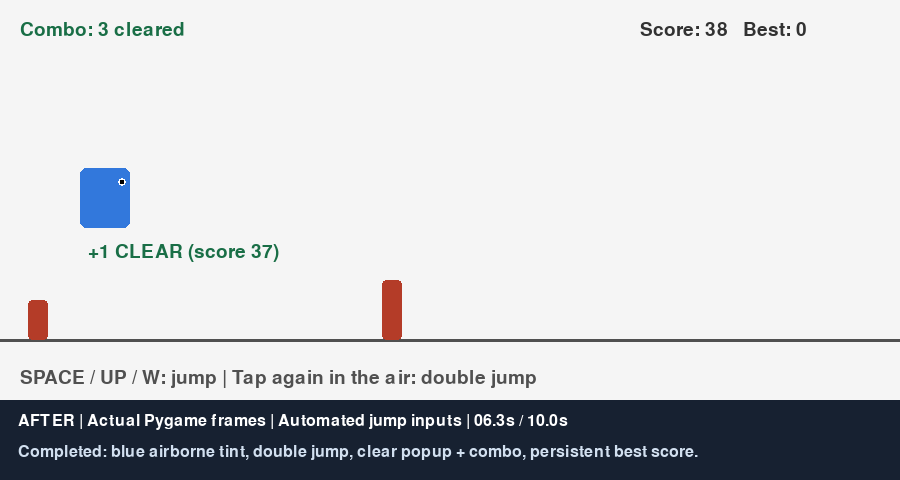 Combo: 3 cleared
Score: 38   Best: 0
+1 CLEAR (score 37)
SPACE / UP / W: jump | Tap again in the air: double jump
AFTER | Actual Pygame frames | Automated jump inputs | 06.3s / 10.0s
Completed: blue airborne tint, double jump, clear popup + combo, persistent best score.